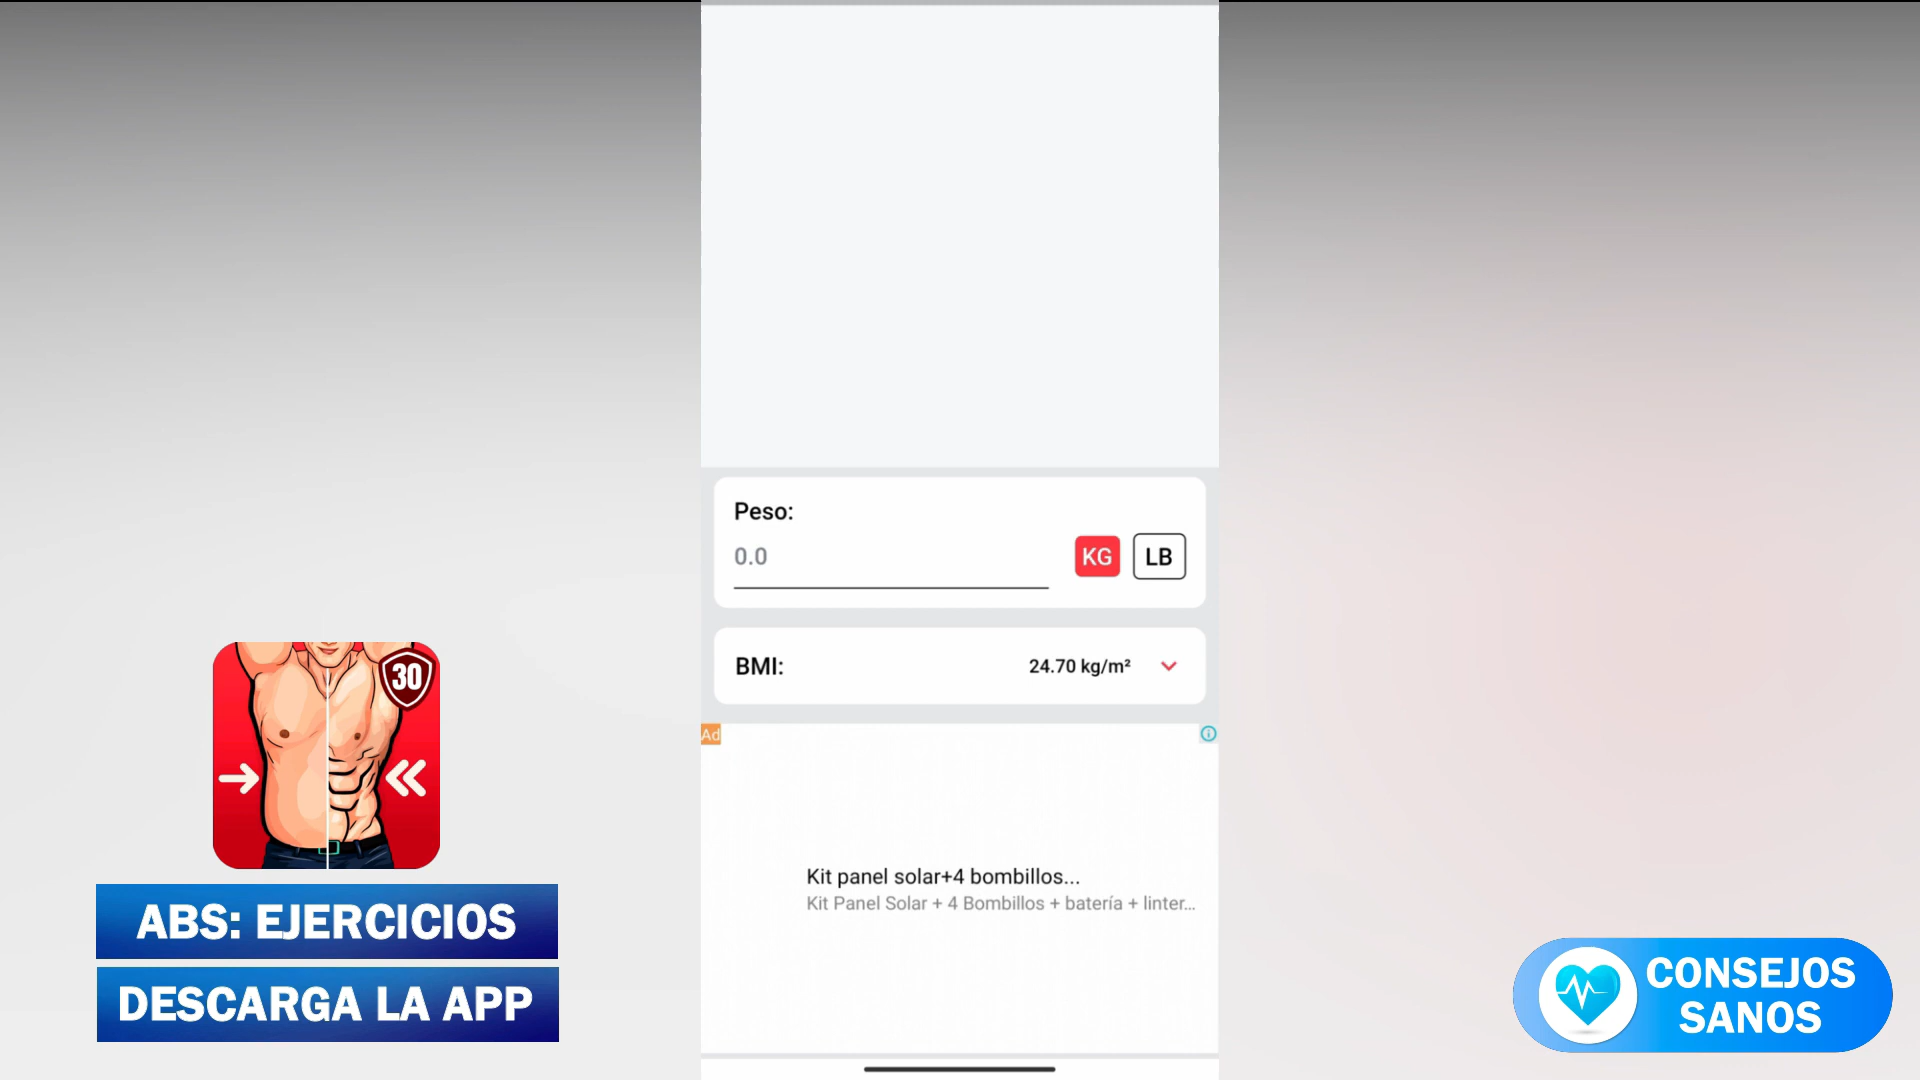 Peso:
0.0
KG
LB
BMI:
24.70 kg/m²
Ad
Kit panel solar+4 bombillos...
Kit Panel Solar + 4 Bombillos + batería + linter...
30
ABS: EJERCICIOS
DESCARGA LA APP
CONSEJOS
SANOS